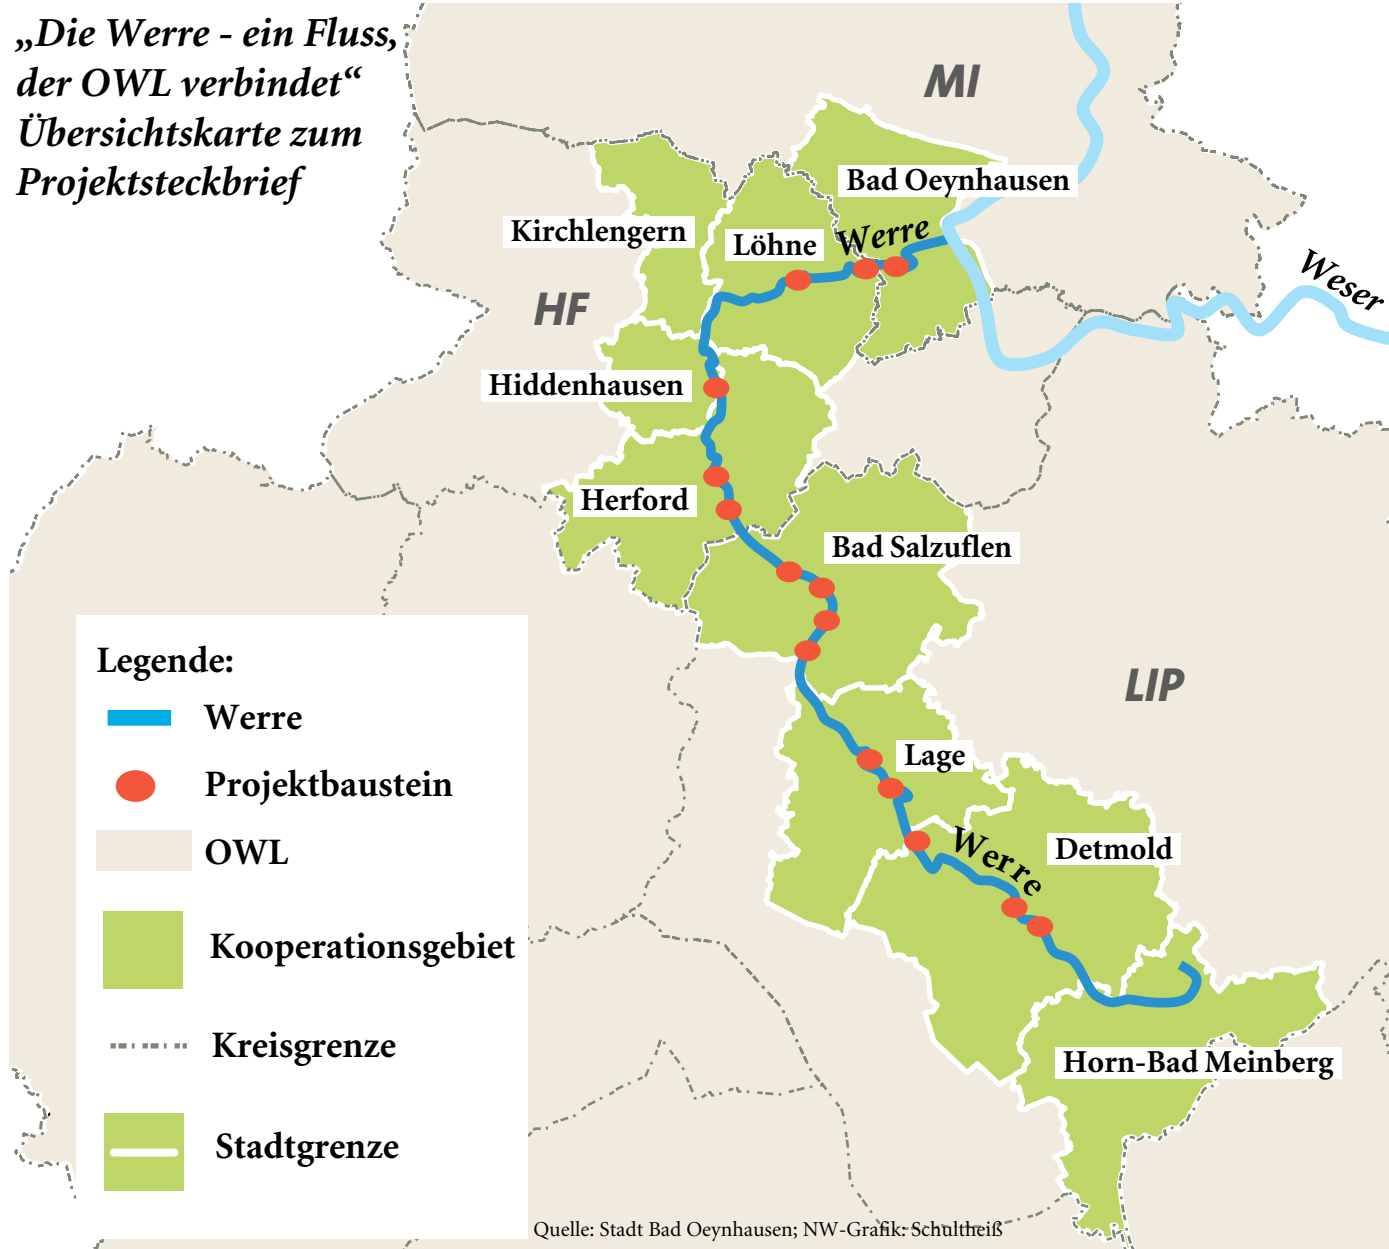 „Die Werre - ein Fluss,
der OWL verbindet“
Übersichtskarte zum
Projektsteckbrief
MI
Bad Oeynhausen
Kirchlengern
Löhne
Werre
Weser
HF
Hiddenhausen
Herford
Bad Salzuflen
LIP
Lage
Werre
Detmold
Horn-Bad Meinberg
Legende:
Werre
Projektbaustein
OWL
Kooperationsgebiet
Kreisgrenze
Stadtgrenze
Quelle: Stadt Bad Oeynhausen; NW-Grafik: Schultheiß